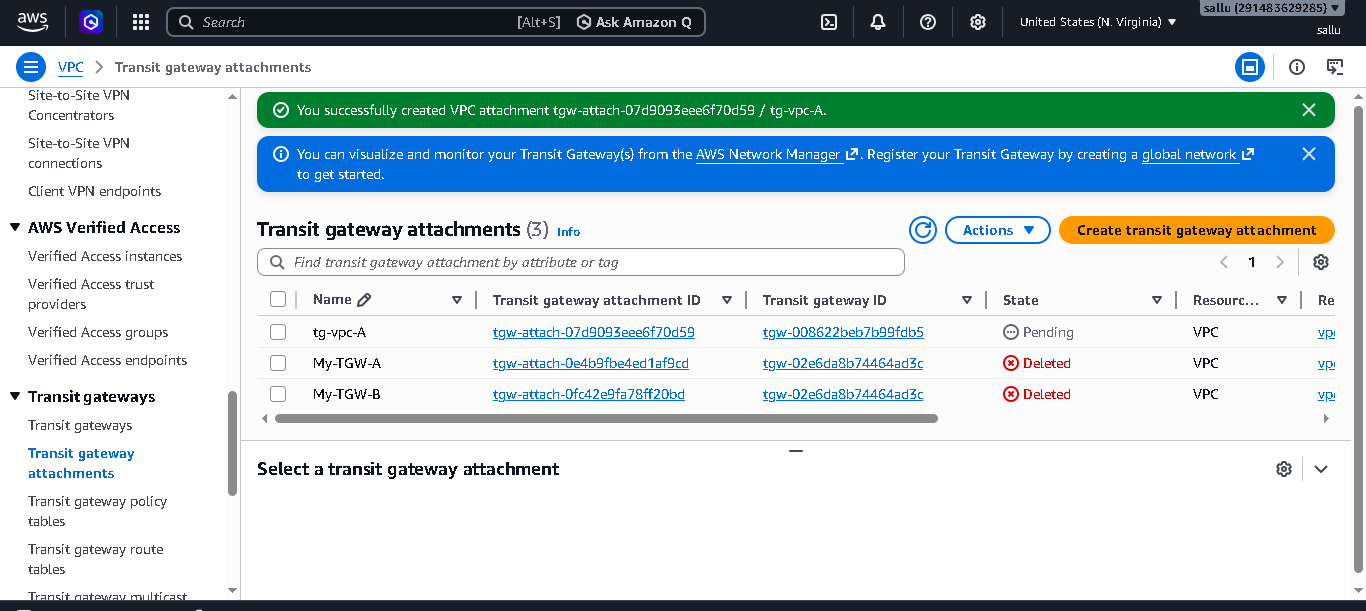 aws
Search [Alt+S] Ask Amazon Q
United States (N. Virginia) ▼
sallu (291483629285) ▼
sallu
VPC > Transit gateway attachments
Site-to-Site VPN
Concentrators
Site-to-Site VPN
connections
Client VPN endpoints
AWS Verified Access
Verified Access instances
Verified Access trust
providers
Verified Access groups
Verified Access endpoints
Transit gateways
Transit gateways
Transit gateway
attachments
Transit gateway policy
tables
Transit gateway route
tables
Transit gateway multicast
You successfully created VPC attachment tgw-attach-07d9093eee6f70d59 / tg-vpc-A.
You can visualize and monitor your Transit Gateway(s) from the AWS Network Manager. Register your Transit Gateway by creating a global network
to get started.
Transit gateway attachments (3) Info
Actions ▼
Create transit gateway attachment
Find transit gateway attachment by attribute or tag
1
Name Transit gateway attachment ID Transit gateway ID State Resourc... Re
tg-vpc-A tgw-attach-07d9093eee6f70d59 tgw-008622beb7b99fdb5 Pending VPC
My-TGW-A tgw-attach-0e4b9fbe4ed1af9cd tgw-02e6da8b74464ad3c Deleted VPC
My-TGW-B tgw-attach-0fc42e9fa78ff20bd tgw-02e6da8b74464ad3c Deleted VPC
Select a transit gateway attachment